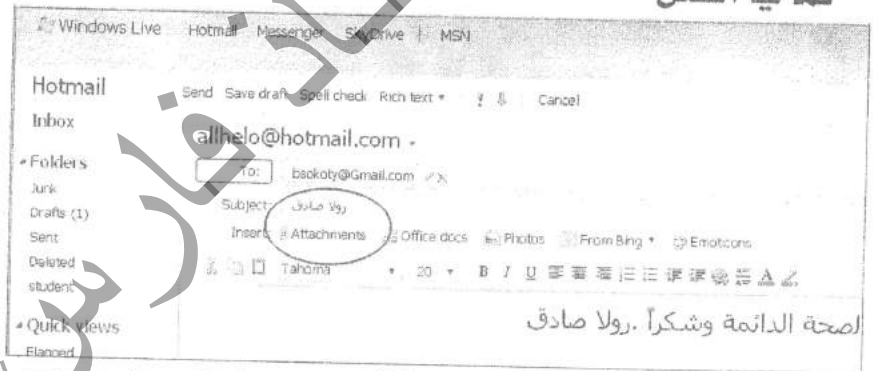 Windows Live Hotmail Messenger SkyDrive | MSN
Hotmail
Send Save draft Spell check Rich text Cancel
Inbox
allhelo@hotmail.com
Folders
To: bsokoty@Gmail.com
Junk
Subject: رولا صادق
Drafts (1)
Insert: Attachments Office docs Photos From Bing Emoticons
Sent
Deleted
Tahoma 20 B I U A
student
لصحة الدائمة وشكراً .رولا صادق
Quick views
Flagged